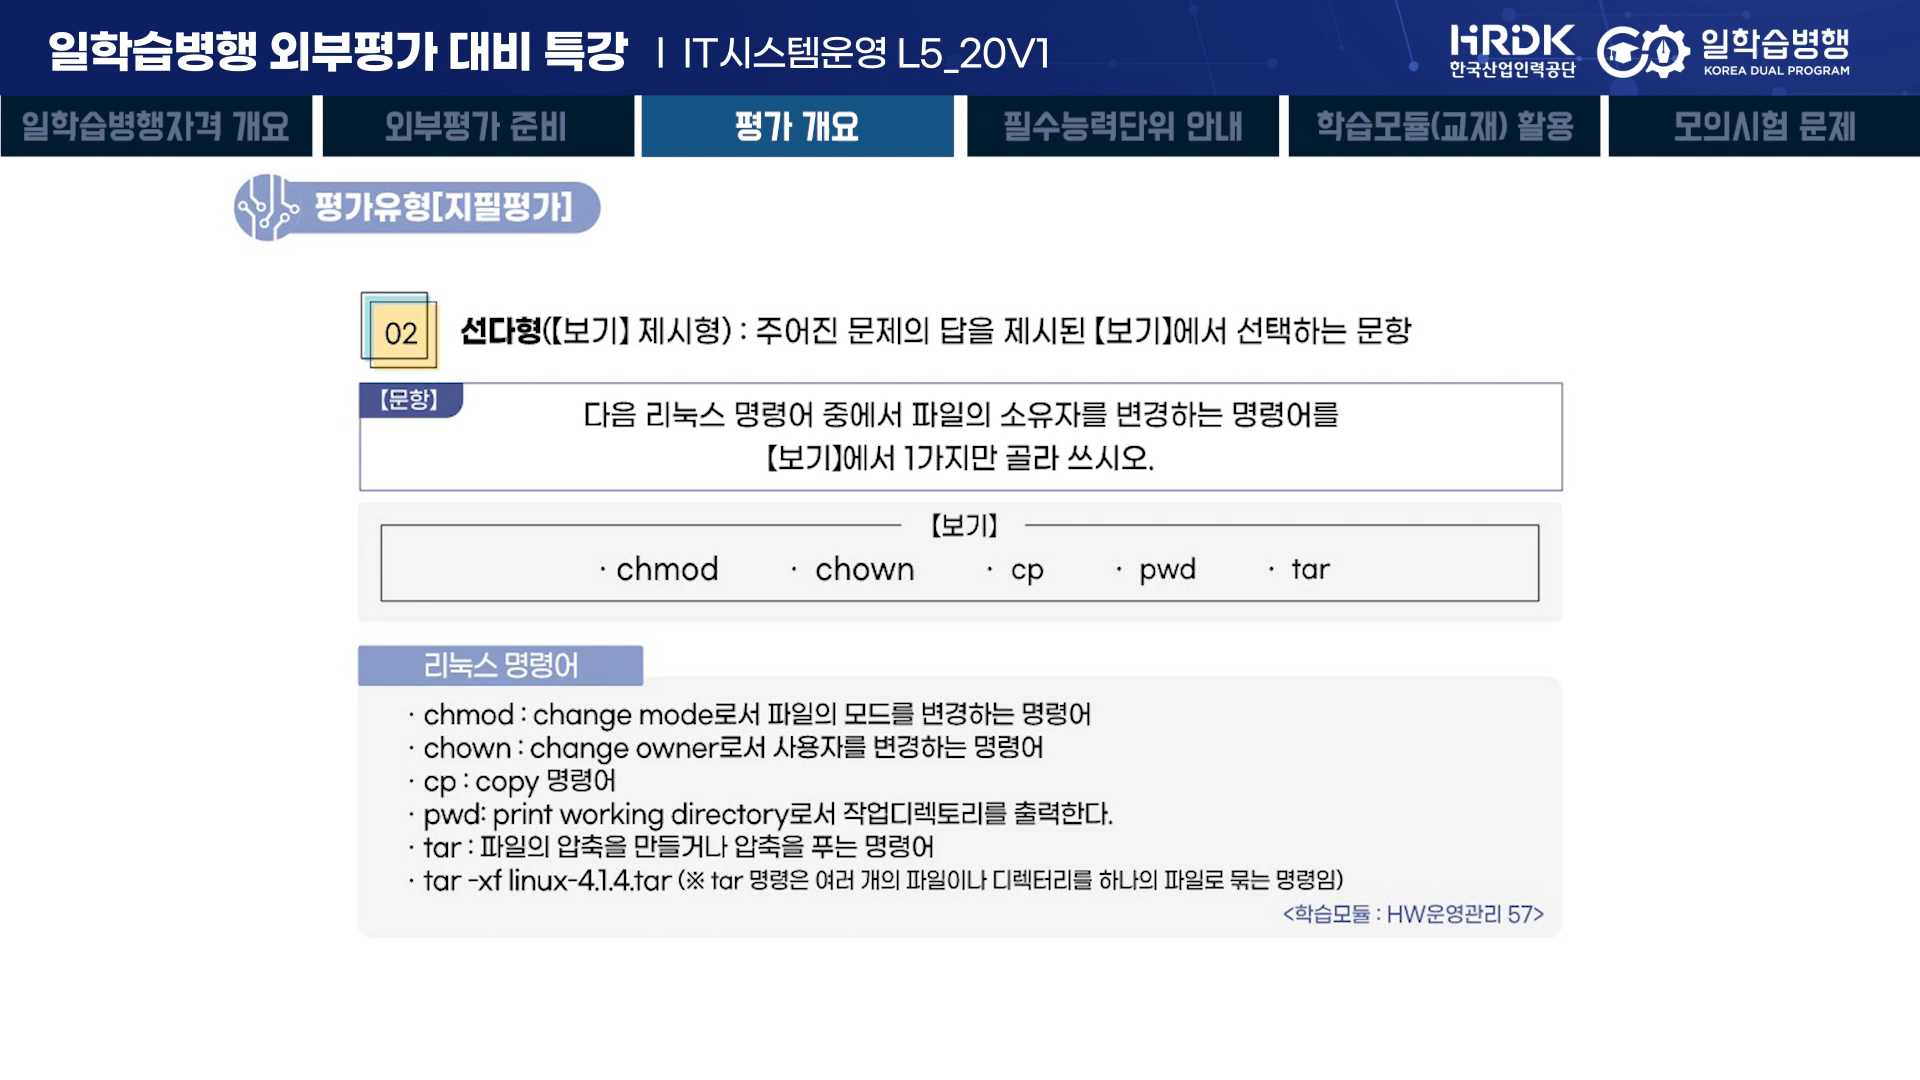 일학습병행 외부평가 대비 특강 | IT시스템운영 L5_20V1
HRDK
한국산업인력공단
일학습병행
KOREA DUAL PROGRAM
일학습병행자격 개요
외부평가 준비
평가 개요
필수능력단위 안내
학습모듈(교재) 활용
모의시험 문제
평가유형[지필평가]
02
선다형(【보기】 제시형) : 주어진 문제의 답을 제시된 【보기】에서 선택하는 문항
【문항】
다음 리눅스 명령어 중에서 파일의 소유자를 변경하는 명령어를
【보기】에서 1가지만 골라 쓰시오.
【보기】
· chmod · chown · cp · pwd · tar
리눅스 명령어
· chmod : change mode로서 파일의 모드를 변경하는 명령어
· chown : change owner로서 사용자를 변경하는 명령어
· cp : copy 명령어
· pwd: print working directory로서 작업디렉토리를 출력한다.
· tar : 파일의 압축을 만들거나 압축을 푸는 명령어
· tar -xf linux-4.1.4.tar (※ tar 명령은 여러 개의 파일이나 디렉터리를 하나의 파일로 묶는 명령임)
<학습모듈 : HW운영관리 57>